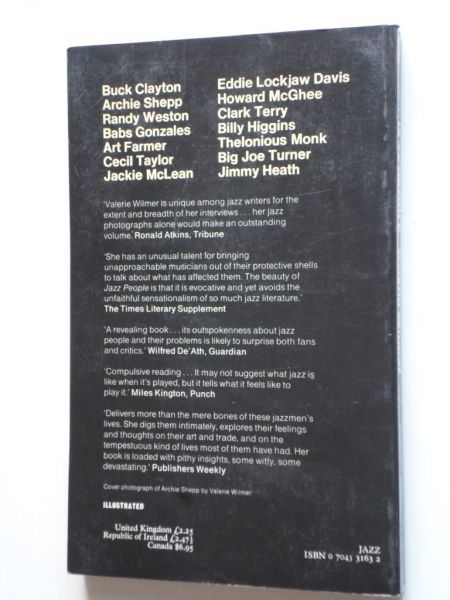 Buck Clayton
Archie Shepp
Randy Weston
Babs Gonzales
Art Farmer
Cecil Taylor
Jackie McLean
Eddie Lockjaw Davis
Howard McGhee
Clark Terry
Billy Higgins
Thelonious Monk
Big Joe Turner
Jimmy Heath
'Valerie Wilmer is unique among jazz writers for the
extent and breadth of her interviews . . . her jazz
photographs alone would make an outstanding
volume.' Ronald Atkins, Tribune
'She has an unusual talent for bringing
unapproachable musicians out of their protective shells
to talk about what has affected them. The beauty of
Jazz People is that it is evocative and yet avoids the
unfaithful sensationalism of so much jazz literature.'
The Times Literary Supplement
'A revealing book . . . its outspokenness about jazz
people and their problems is likely to surprise both fans
and critics.' Wilfred De'Ath, Guardian
'Compulsive reading . . . It may not suggest what jazz is
like when it's played, but it tells what it feels like to
play it.' Miles Kington, Punch
'Delivers more than the mere bones of these jazzmen's
lives. She digs them intimately, explores their feelings
and thoughts on their art and trade, and on the
tempestuous kind of lives most of them have had. Her
book is loaded with pithy insights, some witty, some
devastating.' Publishers Weekly
Cover photograph of Archie Shepp by Valerie Wilmer
ILLUSTRATED
United Kingdom £2.25
Republic of Ireland £2.47½
Canada $6.95
JAZZ
ISBN 0 7043 3163 2